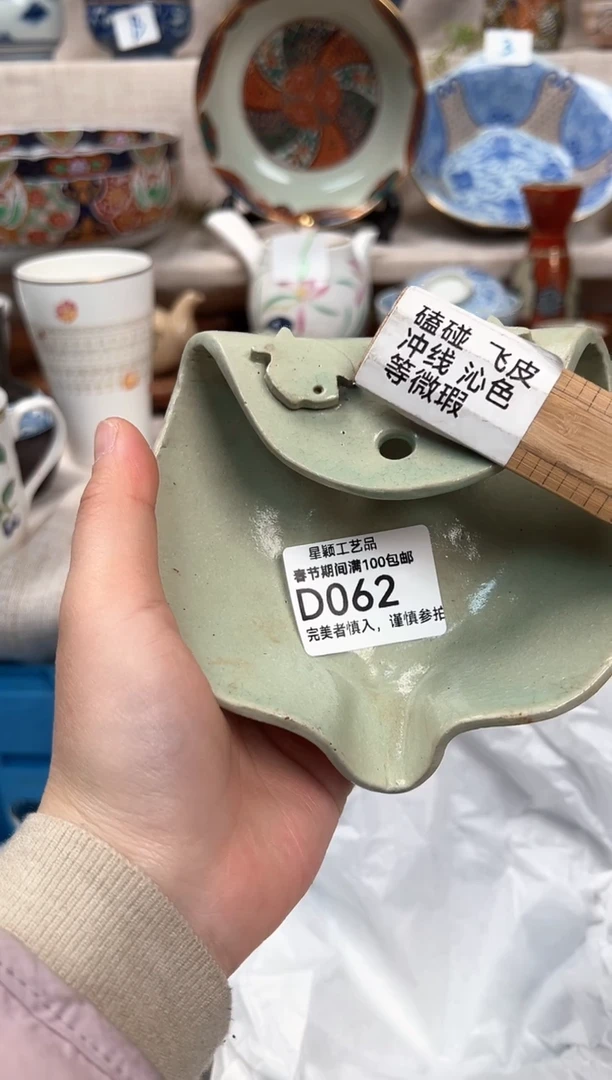 3
磕碰 飞皮
冲线 沁色
等微瑕
星颖工艺品
春节期间满100包邮
D062
完美者慎入，谨慎参拍